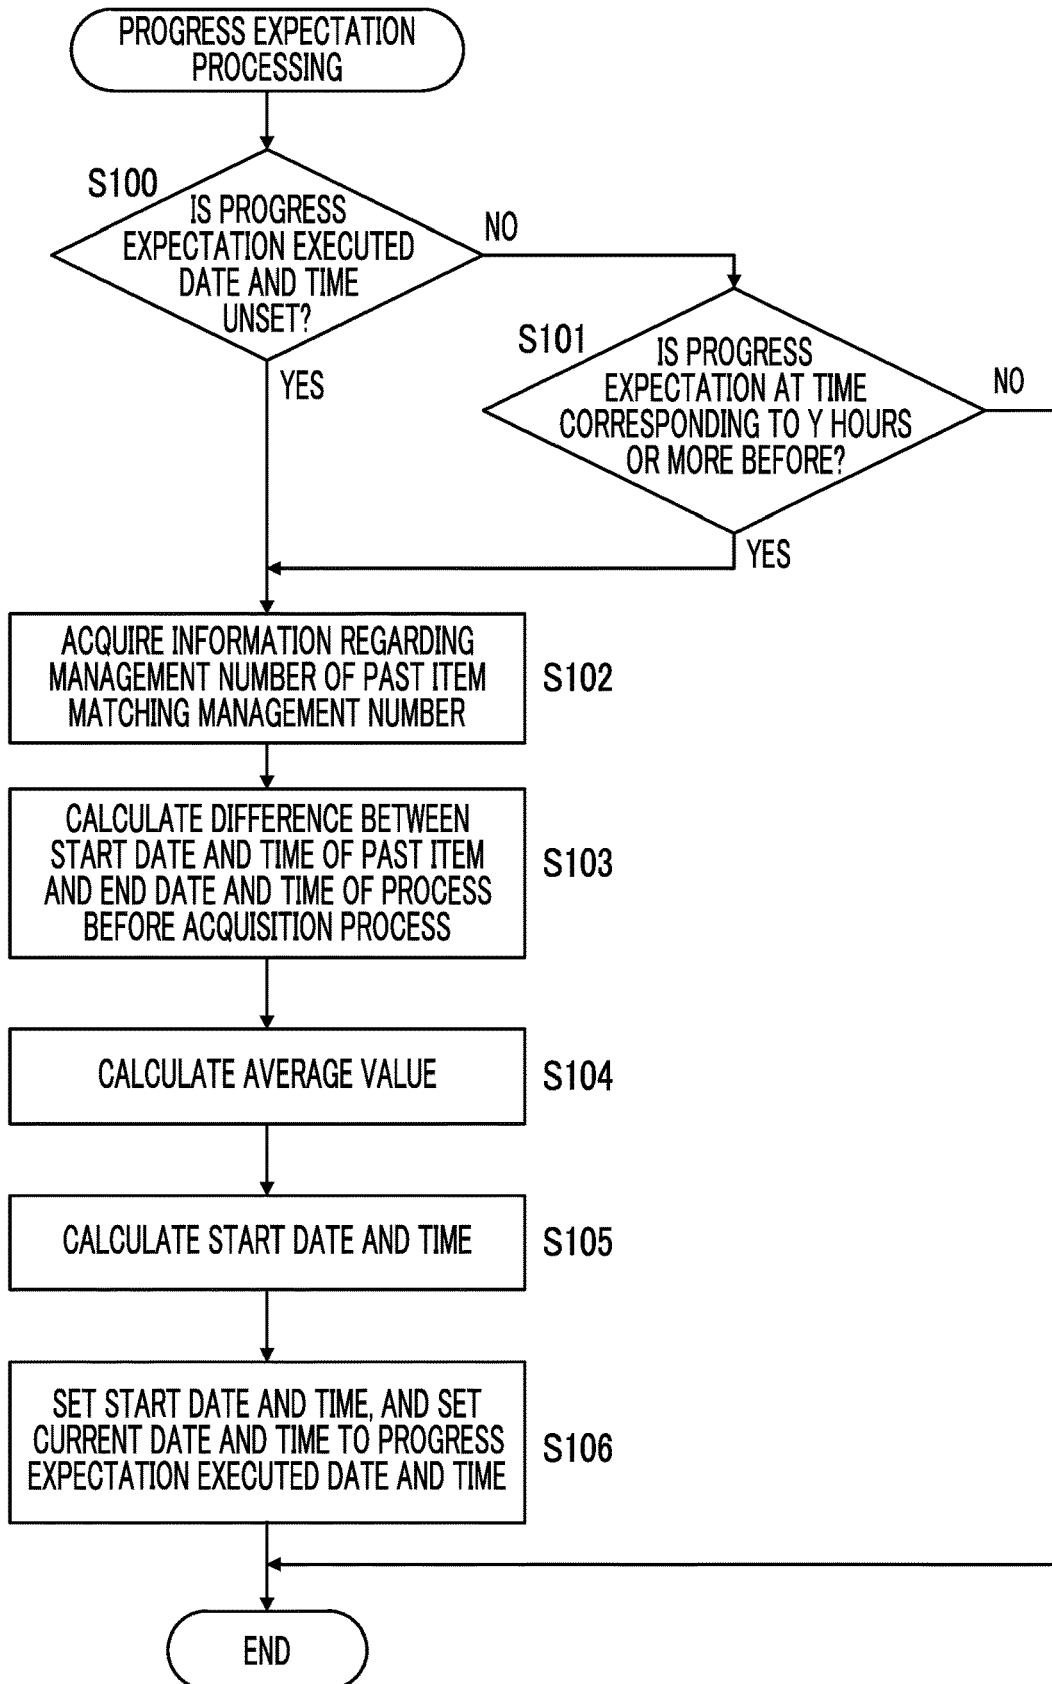 PROGRESS EXPECTATION
PROCESSING
S100
IS PROGRESS
EXPECTATION EXECUTED
DATE AND TIME
UNSET?
NO
YES
S101
IS PROGRESS
EXPECTATION AT TIME
CORRESPONDING TO Y HOURS
OR MORE BEFORE?
NO
YES
ACQUIRE INFORMATION REGARDING
MANAGEMENT NUMBER OF PAST ITEM
MATCHING MANAGEMENT NUMBER
S102
CALCULATE DIFFERENCE BETWEEN
START DATE AND TIME OF PAST ITEM
AND END DATE AND TIME OF PROCESS
BEFORE ACQUISITION PROCESS
S103
CALCULATE AVERAGE VALUE
S104
CALCULATE START DATE AND TIME
S105
SET START DATE AND TIME, AND SET
CURRENT DATE AND TIME TO PROGRESS
EXPECTATION EXECUTED DATE AND TIME
S106
END